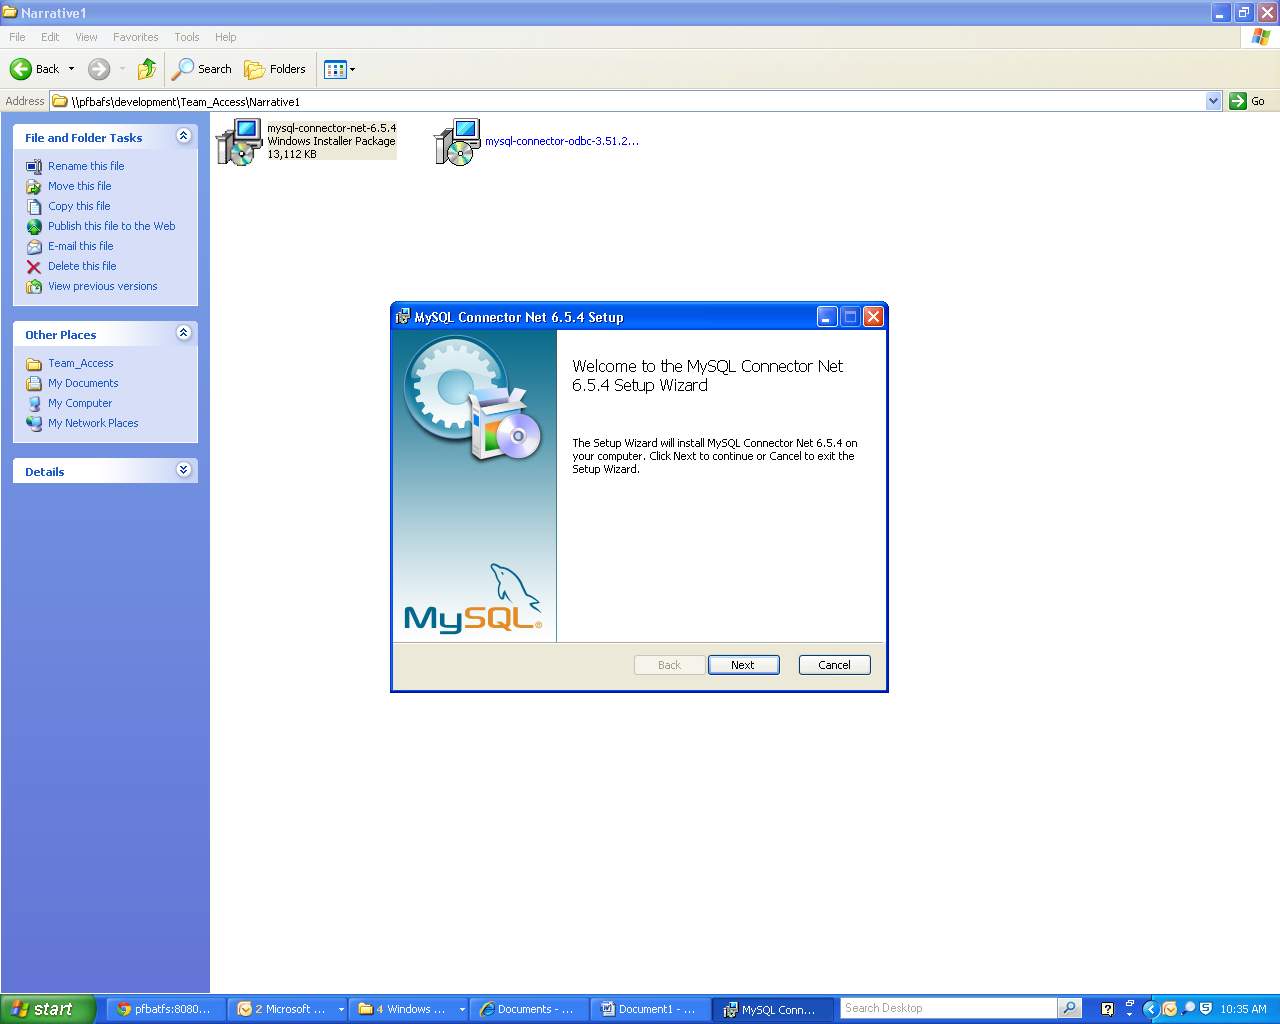 Narrative1
File Edit View Favorites Tools Help
Back Search Folders
Address \\pfbafs\development\Team_Access\Narrative1 Go
File and Folder Tasks
Rename this file
Move this file
Copy this file
Publish this file to the Web
E-mail this file
Delete this file
View previous versions
Other Places
Team_Access
My Documents
My Computer
My Network Places
Details
mysql-connector-net-6.5.4
Windows Installer Package
13,112 KB
mysql-connector-odbc-3.51.2...
MySQL Connector Net 6.5.4 Setup
Welcome to the MySQL Connector Net
6.5.4 Setup Wizard
The Setup Wizard will install MySQL Connector Net 6.5.4 on
your computer. Click Next to continue or Cancel to exit the
Setup Wizard.
MySQL®
Back Next Cancel
start pfbatfs:8080... 2 Microsoft ... 4 Windows ... Documents - ... Document1 - ... MySQL Conn... Search Desktop 10:35 AM